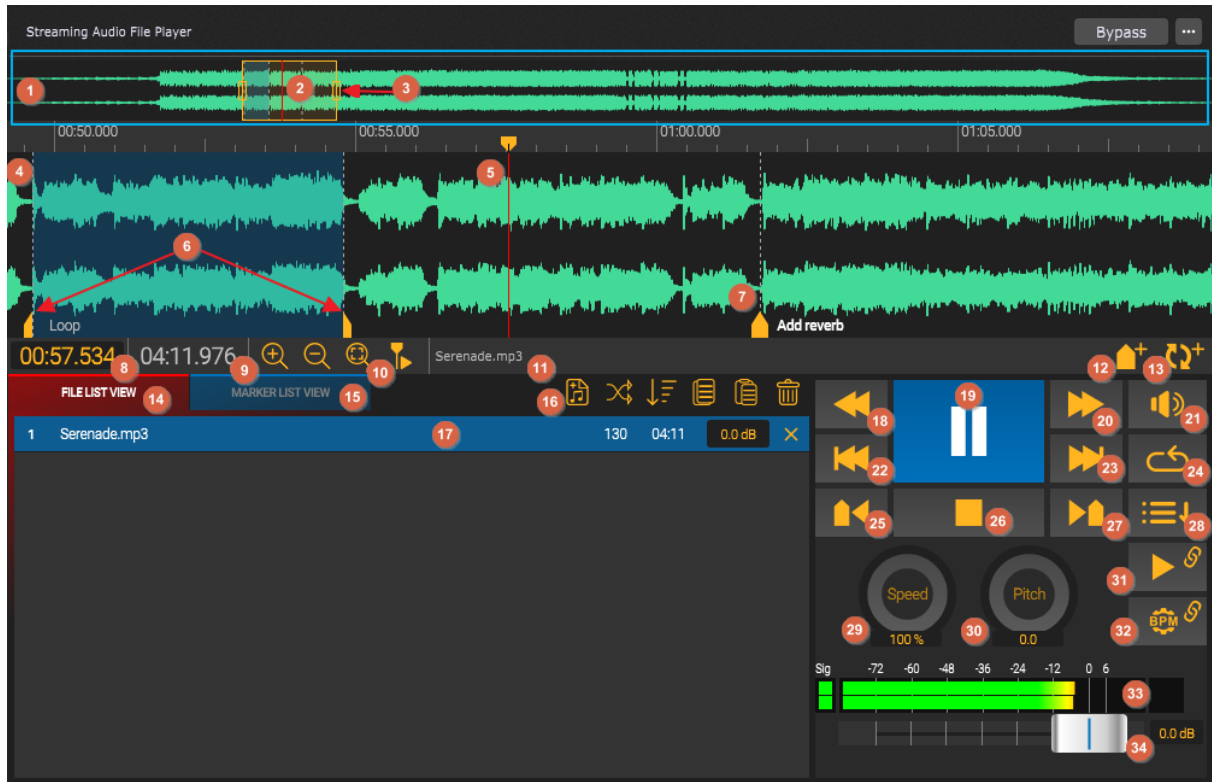 Streaming Audio File Player
Bypass ...
1 2 3
00:50.000 00:55.000 01:00.000 01:05.000
4 5
6
7
Loop Add reverb
00:57.534 04:11.976 Serenade.mp3
8 9 10 11 12 13
FILE LIST VIEW 14 MARKER LIST VIEW 15 16
1 Serenade.mp3 17 130 04:11 0.0 dB
18 19 20 21
22 23 24
25 26 27 28
Speed Pitch
31
29 100 % 30 0.0
BPM 32
Sig -72 -60 -48 -36 -24 -12 0 6
33
34 0.0 dB